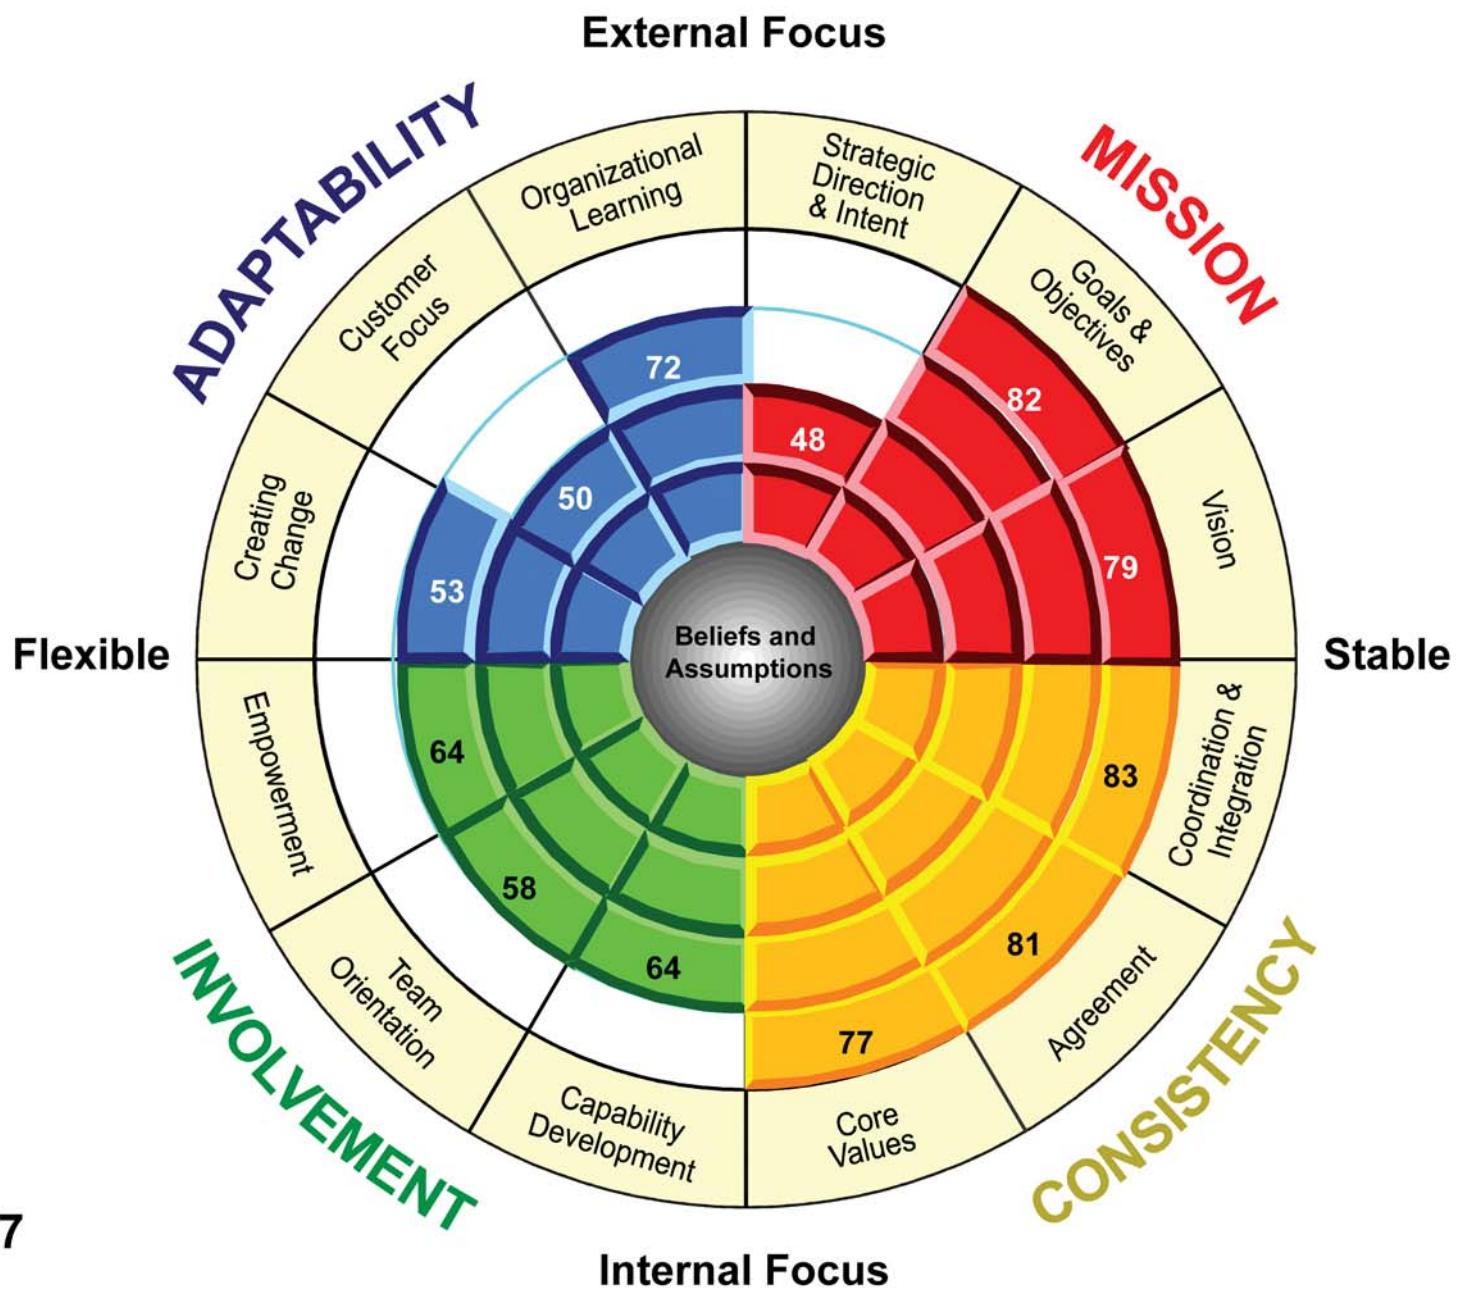 External Focus
ADAPTABILITY
MISSION
Organizational
Learning
Strategic
Direction
& Intent
Customer
Focus
Goals &
Objectives
Creating
Change
Vision
72
48
82
50
53
79
Flexible
Beliefs and
Assumptions
Stable
Empowerment
Coordination &
Integration
64
83
58
81
64
77
Team
Orientation
Agreement
Capability
Development
Core
Values
INVOLVEMENT
CONSISTENCY
7
Internal Focus